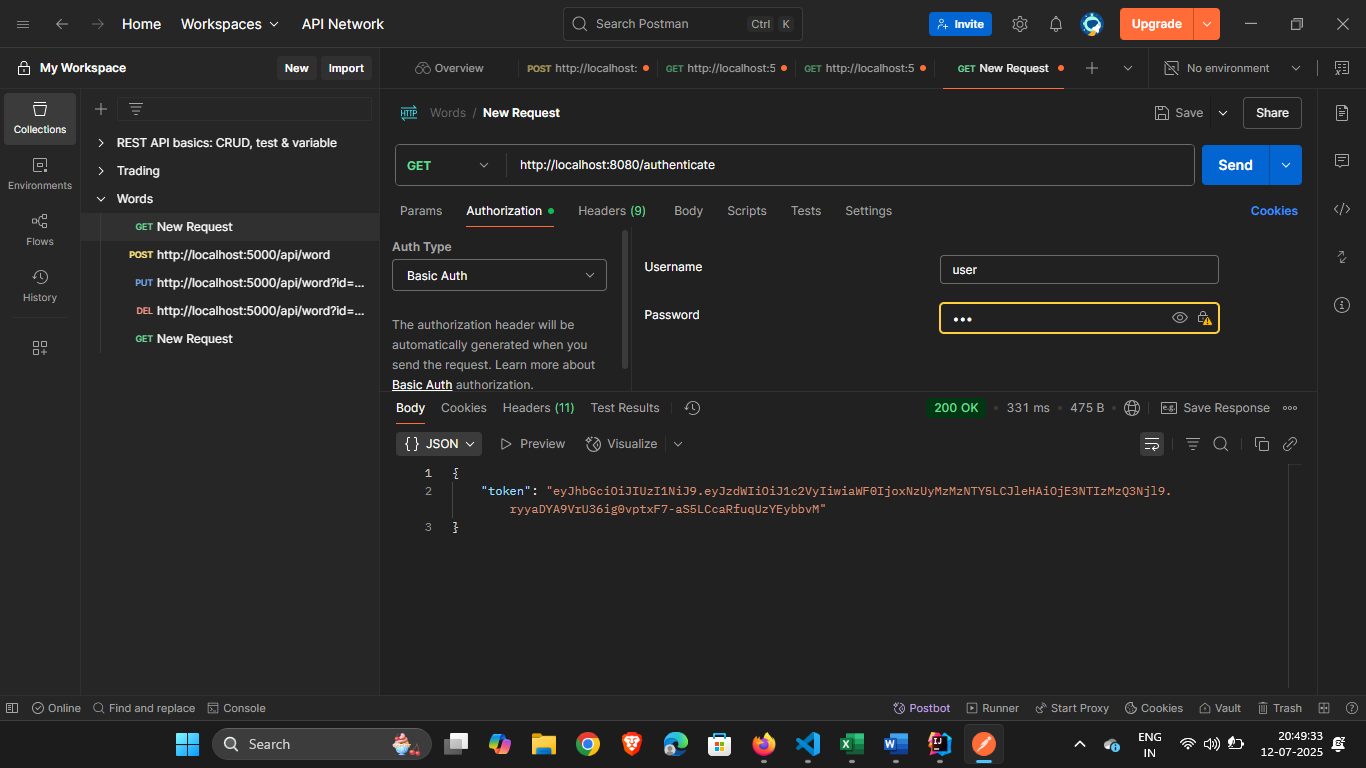 Home Workspaces API Network Search Postman Ctrl K Invite Upgrade
My Workspace New Import Overview POST http://localhost: GET http://localhost:5 GET http://localhost:5 GET New Request No environment
Collections
Environments
Flows
History
REST API basics: CRUD, test & variable
Trading
Words
GET New Request
POST http://localhost:5000/api/word
PUT http://localhost:5000/api/word?id=...
DEL http://localhost:5000/api/word?id=...
GET New Request
HTTP Words / New Request Save Share
GET http://localhost:8080/authenticate Send
Params Authorization Headers (9) Body Scripts Tests Settings Cookies
Auth Type
Basic Auth
The authorization header will be
automatically generated when you
send the request. Learn more about
Basic Auth authorization.
Username user
Password •••
Body Cookies Headers (11) Test Results 200 OK 331 ms 475 B e.g. Save Response
{} JSON Preview Visualize
1 {
2 "token": "eyJhbGciOiJIUzI1NiJ9.eyJzdWIiOiJ1c2VyIiwiaWF0IjoxNzUyMzMzNTY5LCJleHAiOjE3NTIzMzQ3Njl9.
ryyaDYA9VrU36ig0vptxF7-aS5LCcaRfuqUzYEybbvM"
3 }
Online Find and replace Console Postbot Runner Start Proxy Cookies Vault Trash
Search
ENG
IN
20:49:33
12-07-2025